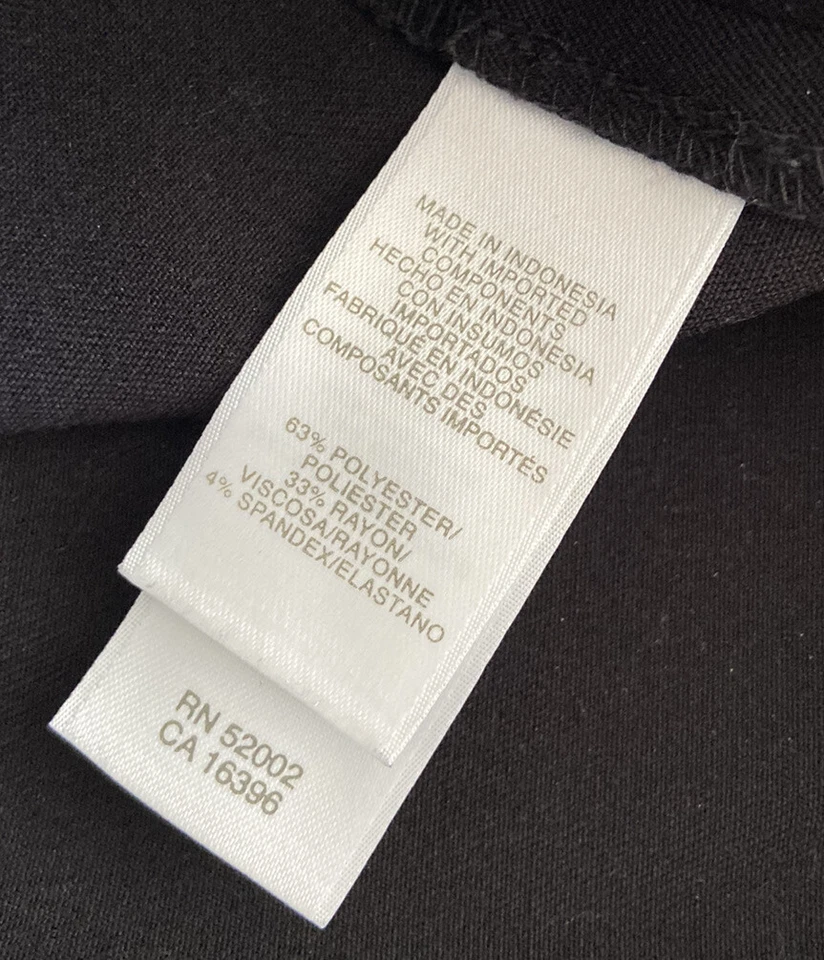 MADE IN INDONESIA
WITH IMPORTED
COMPONENTS
HECHO EN INDONESIA
CON INSUMOS
IMPORTADOS
FABRIQUÉ EN INDONÉSIE
AVEC DES
COMPOSANTS IMPORTÉS
63% POLYESTER/
POLIESTER
33% RAYON/
VISCOSA/RAYONNE
4% SPANDEX/ELASTANO
RN 52002
CA 16396